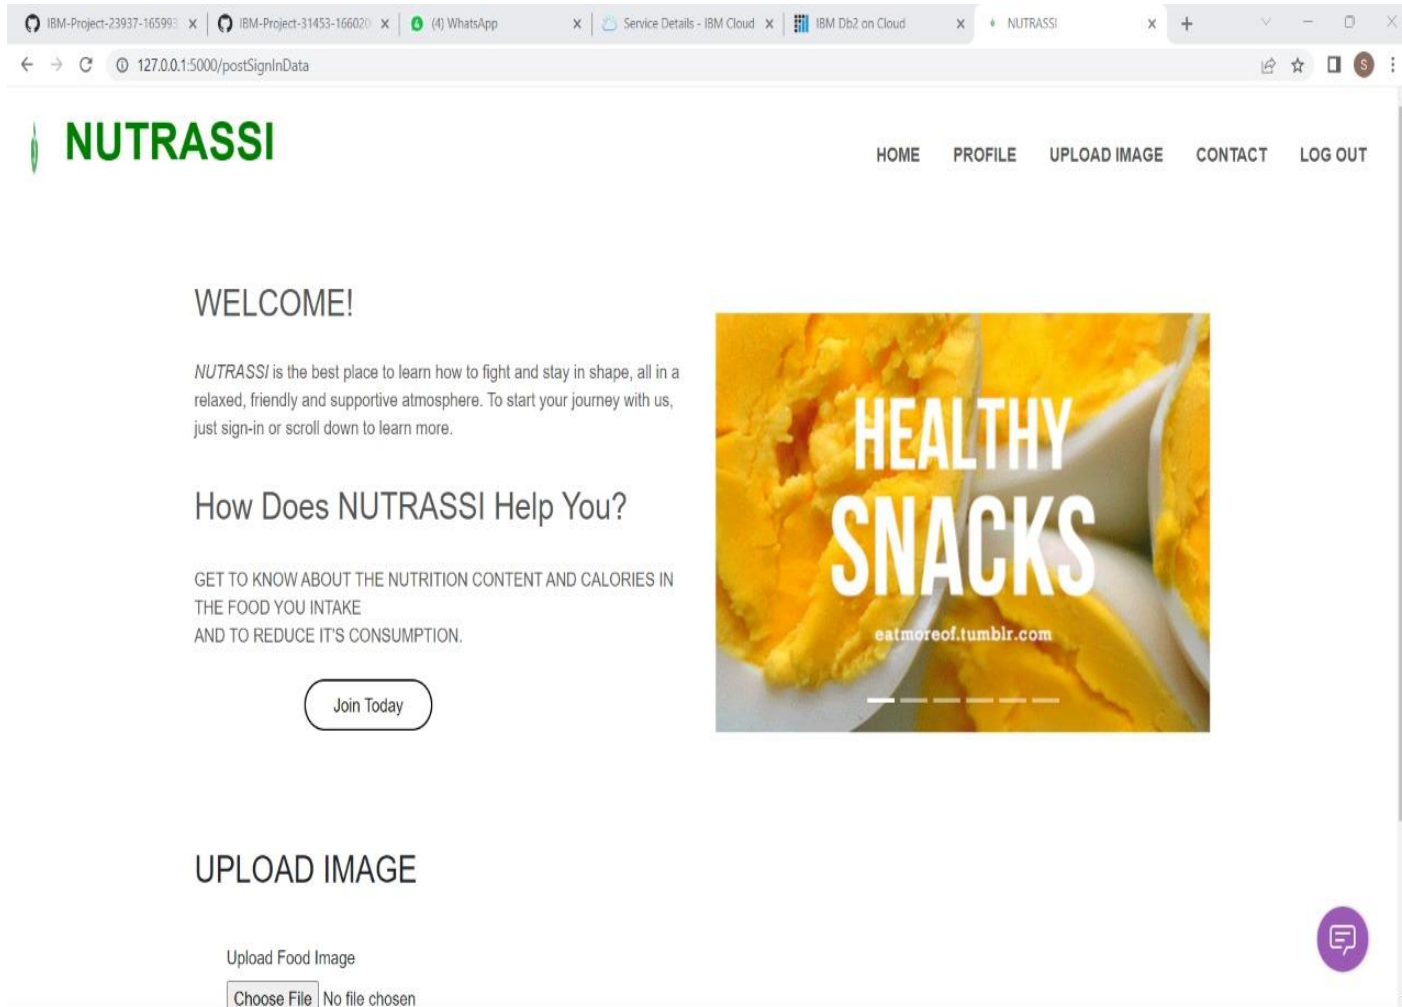 IBM-Project-23937-165993
IBM-Project-31453-166020
(4) WhatsApp
Service Details - IBM Cloud
IBM Db2 on Cloud
NUTRASSI
127.0.0.1:5000/postSignInData
S
NUTRASSI
HOME PROFILE UPLOAD IMAGE CONTACT LOG OUT
WELCOME!
NUTRASSI is the best place to learn how to fight and stay in shape, all in a
relaxed, friendly and supportive atmosphere. To start your journey with us,
just sign-in or scroll down to learn more.
How Does NUTRASSI Help You?
GET TO KNOW ABOUT THE NUTRITION CONTENT AND CALORIES IN
THE FOOD YOU INTAKE
AND TO REDUCE IT'S CONSUMPTION.
Join Today
HEALTHY
SNACKS
eatmoreof.tumblr.com
UPLOAD IMAGE
Upload Food Image
Choose File No file chosen